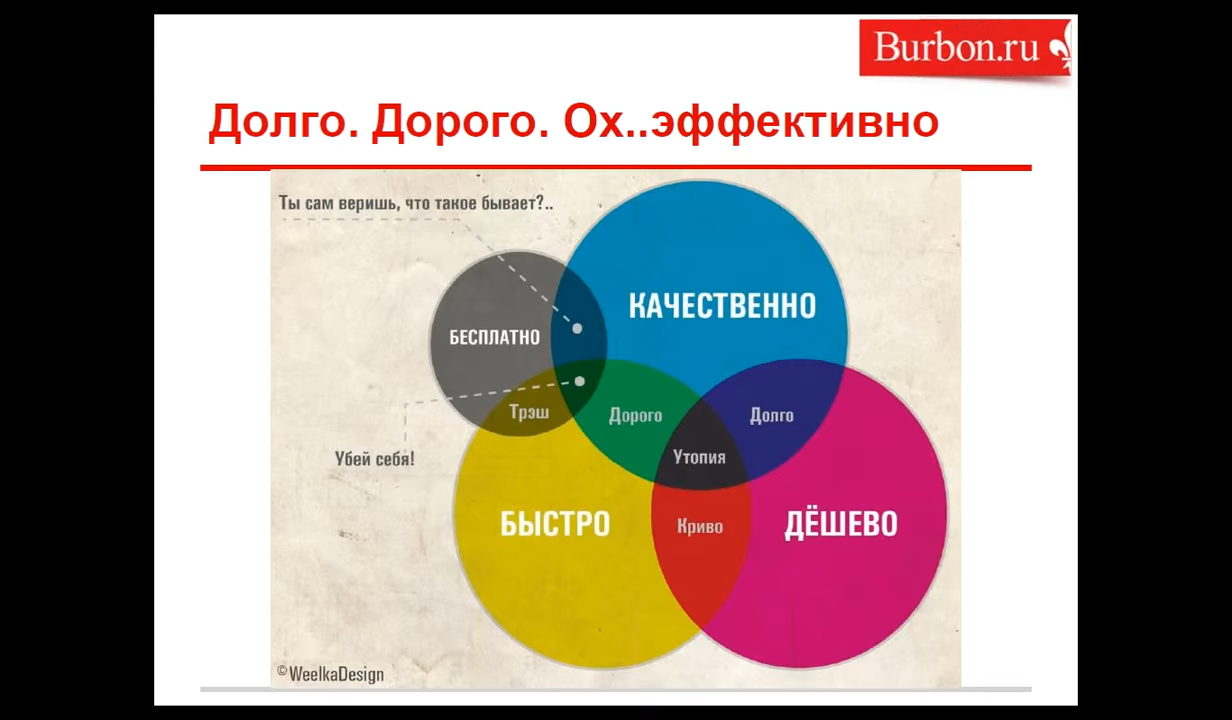 Burbon.ru
Долго. Дорого. Ох..эффективно
Ты сам веришь, что такое бывает?..
КАЧЕСТВЕННО
БЕСПЛАТНО
Трэш
Дорого
Долго
Утопия
Убей себя!
БЫСТРО
Криво
ДЁШЕВО
©WeelkaDesign